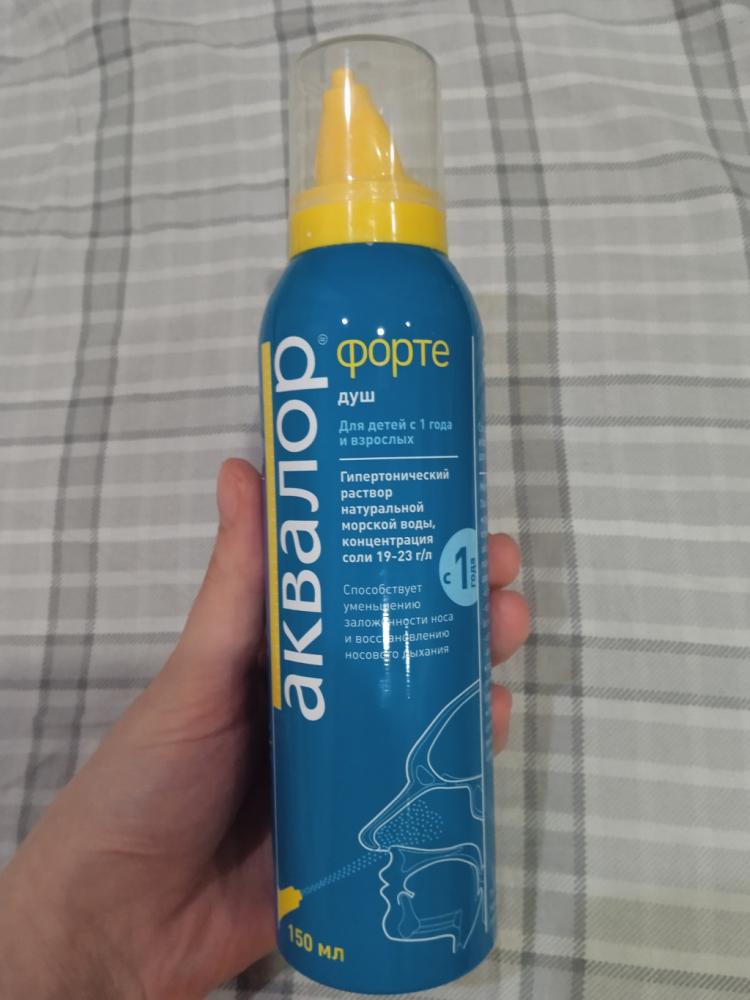 аквалор®
форте
душ
Для детей с 1 года
и взрослых
Гипертонический
раствор
натуральной
морской воды,
концентрация
соли 19-23 г/л
с 1 года
Способствует
уменьшению
заложенности носа
и восстановлению
носового дыхания
150 мл